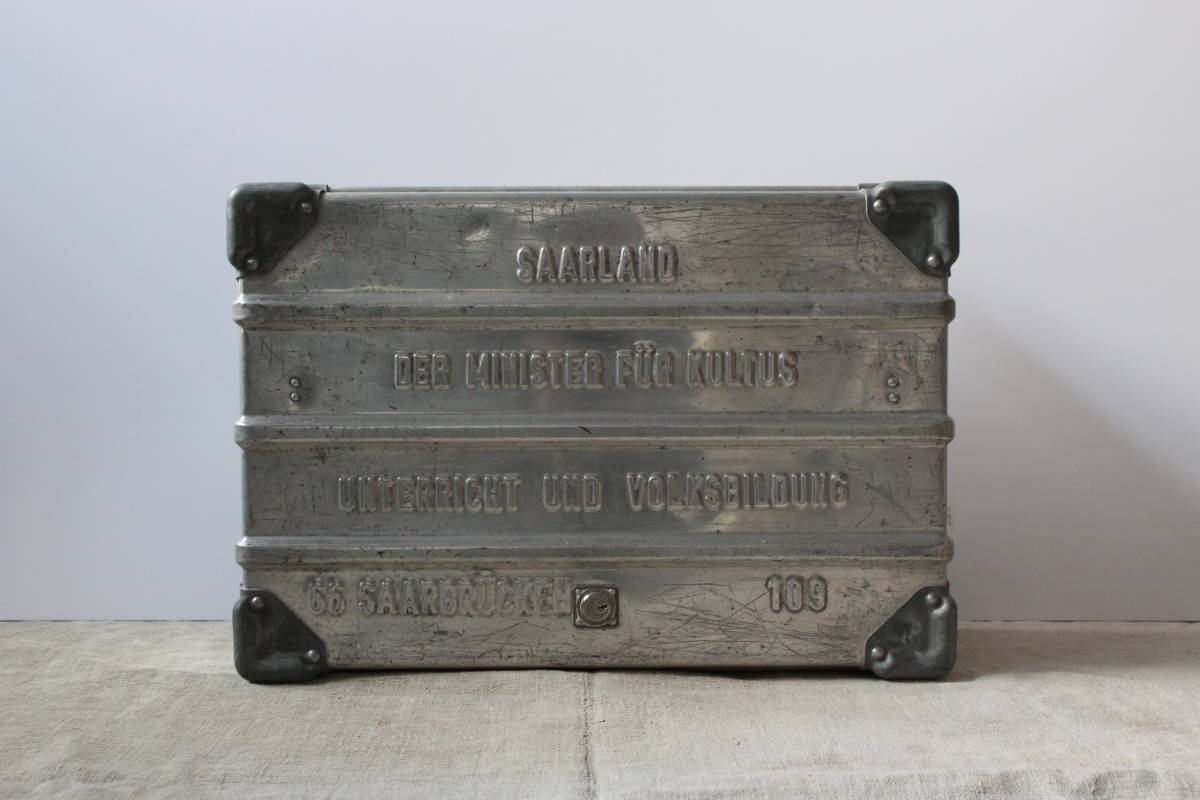 SAARLAND
DER MINISTER FÜR KULTUS
UNTERRICHT UND VOLKSBILDUNG
66 SAARBRÜCKEN 109